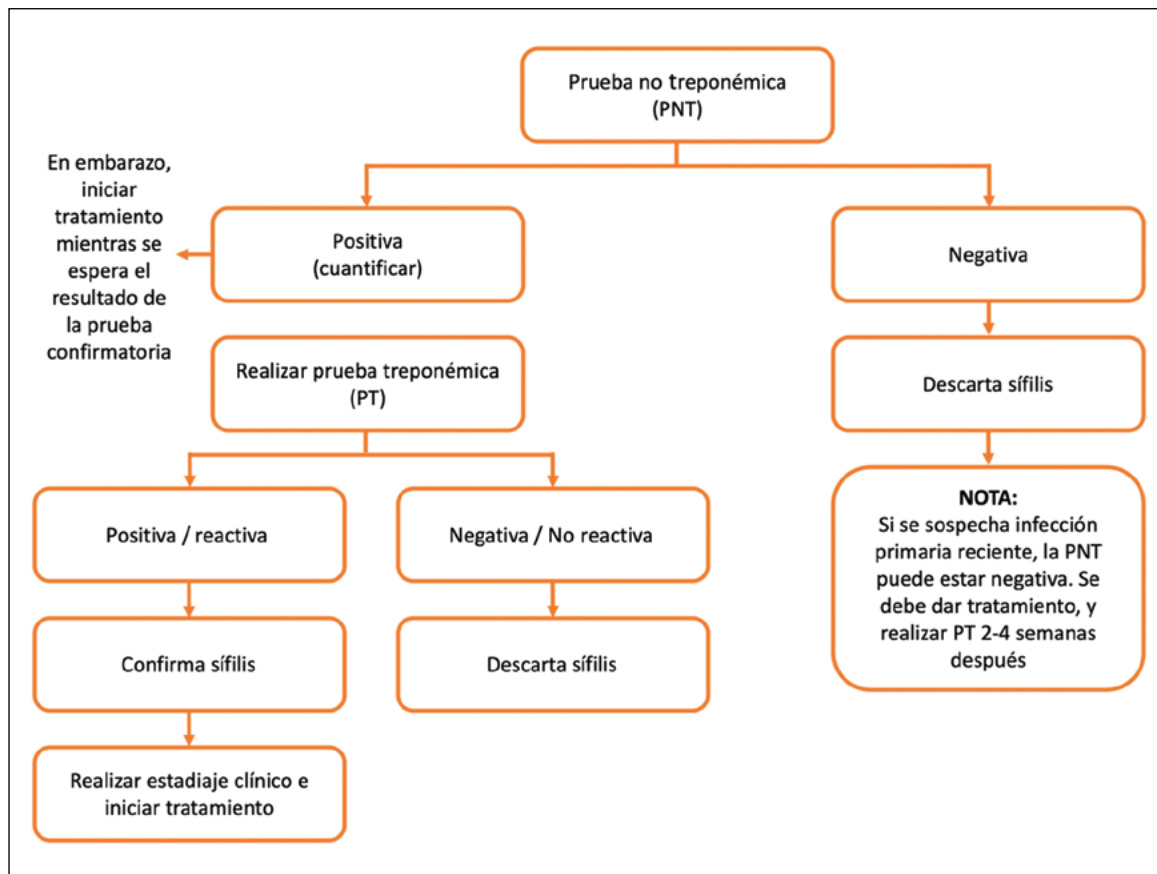 Prueba no treponémica
(PNT)
En embarazo,
iniciar
tratamiento
mientras se
espera el
resultado de
la prueba
confirmatoria
Positiva
(cuantificar)
Negativa
Realizar prueba treponémica
(PT)
Descarta sífilis
Positiva / reactiva
Negativa / No reactiva
NOTA:
Si se sospecha infección
primaria reciente, la PNT
puede estar negativa. Se
debe dar tratamiento, y
realizar PT 2-4 semanas
después
Confirma sífilis
Descarta sífilis
Realizar estadiaje clínico e
iniciar tratamiento